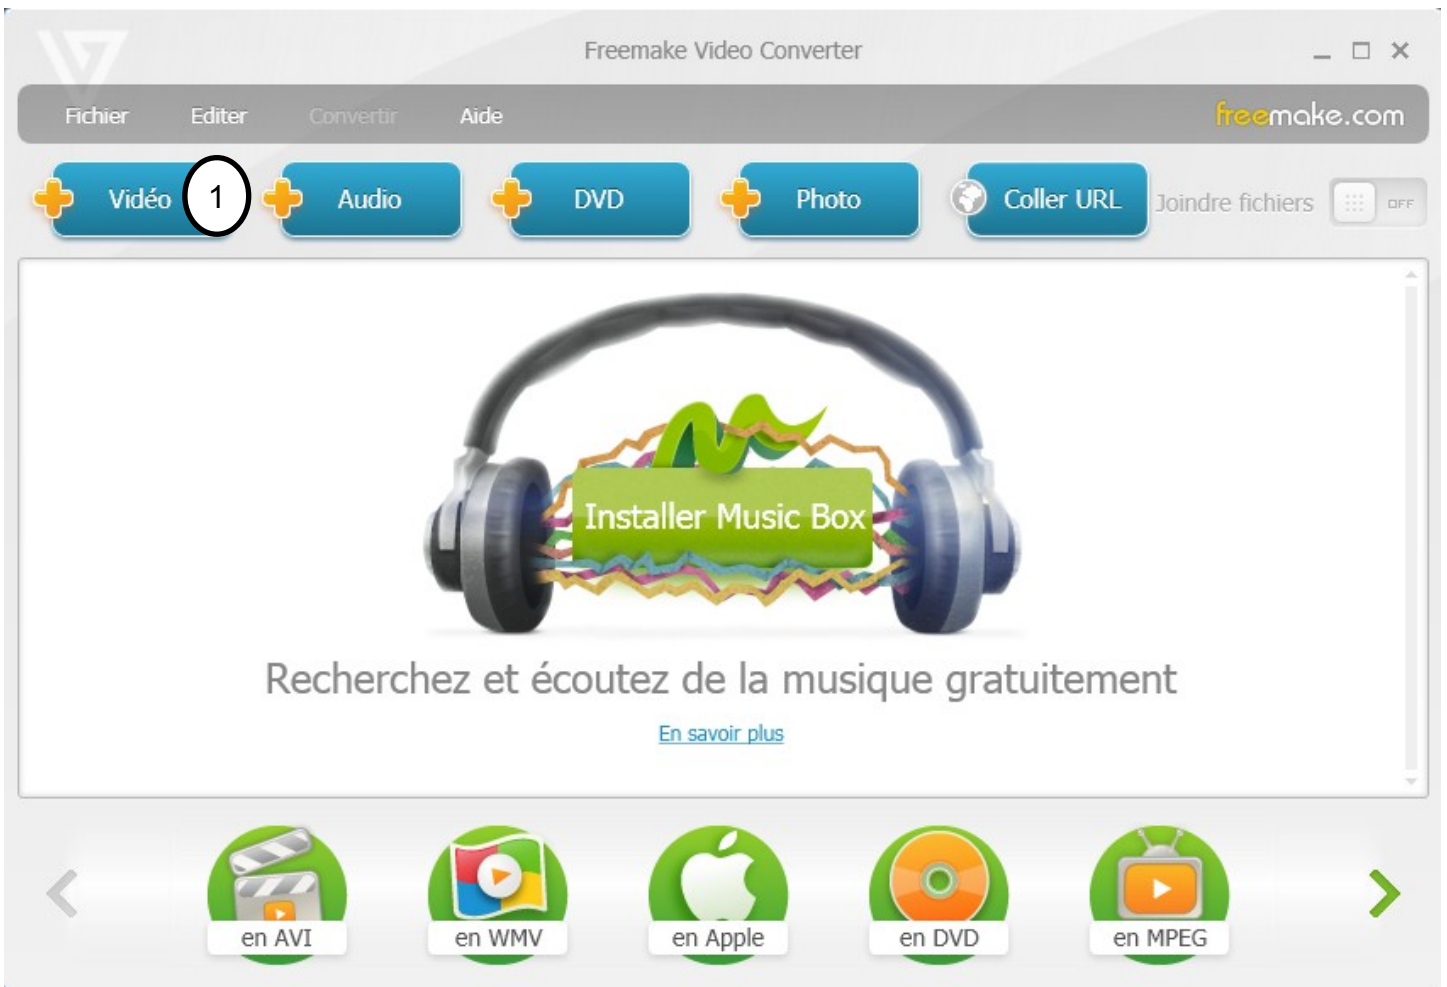 Freemake Video Converter
Fichier Editer Convertir Aide freemake.com
Vidéo 1 Audio DVD Photo Coller URL Joindre fichiers OFF
Installer Music Box
Recherchez et écoutez de la musique gratuitement
En savoir plus
en AVI en WMV en Apple en DVD en MPEG